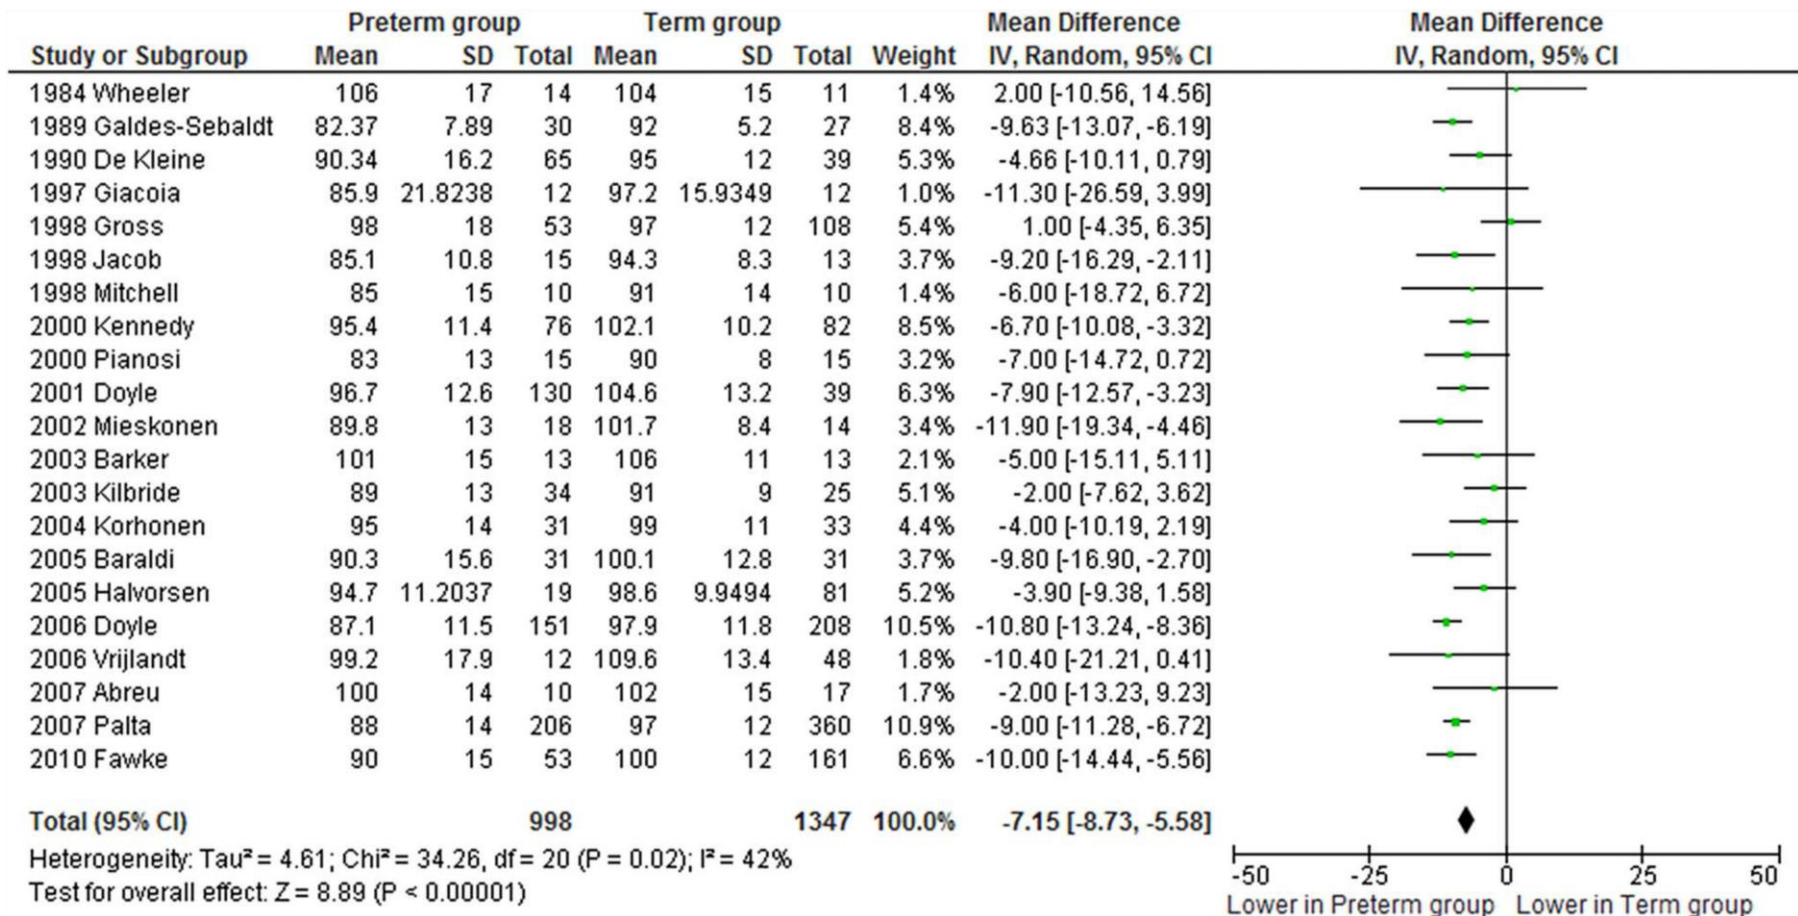 Preterm group Term group Mean Difference Mean Difference
Study or Subgroup Mean SD Total Mean SD Total Weight IV, Random, 95% CI IV, Random, 95% CI
1984 Wheeler 106 17 14 104 15 11 1.4% 2.00 [-10.56, 14.56]
1989 Galdes-Sebaldt 82.37 7.89 30 92 5.2 27 8.4% -9.63 [-13.07, -6.19]
1990 De Kleine 90.34 16.2 65 95 12 39 5.3% -4.66 [-10.11, 0.79]
1997 Giacoia 85.9 21.8238 12 97.2 15.9349 12 1.0% -11.30 [-26.59, 3.99]
1998 Gross 98 18 53 97 12 108 5.4% 1.00 [-4.35, 6.35]
1998 Jacob 85.1 10.8 15 94.3 8.3 13 3.7% -9.20 [-16.29, -2.11]
1998 Mitchell 85 15 10 91 14 10 1.4% -6.00 [-18.72, 6.72]
2000 Kennedy 95.4 11.4 76 102.1 10.2 82 8.5% -6.70 [-10.08, -3.32]
2000 Pianosi 83 13 15 90 8 15 3.2% -7.00 [-14.72, 0.72]
2001 Doyle 96.7 12.6 130 104.6 13.2 39 6.3% -7.90 [-12.57, -3.23]
2002 Mieskonen 89.8 13 18 101.7 8.4 14 3.4% -11.90 [-19.34, -4.46]
2003 Barker 101 15 13 106 11 13 2.1% -5.00 [-15.11, 5.11]
2003 Kilbride 89 13 34 91 9 25 5.1% -2.00 [-7.62, 3.62]
2004 Korhonen 95 14 31 99 11 33 4.4% -4.00 [-10.19, 2.19]
2005 Baraldi 90.3 15.6 31 100.1 12.8 31 3.7% -9.80 [-16.90, -2.70]
2005 Halvorsen 94.7 11.2037 19 98.6 9.9494 81 5.2% -3.90 [-9.38, 1.58]
2006 Doyle 87.1 11.5 151 97.9 11.8 208 10.5% -10.80 [-13.24, -8.36]
2006 Vrijlandt 99.2 17.9 12 109.6 13.4 48 1.8% -10.40 [-21.21, 0.41]
2007 Abreu 100 14 10 102 15 17 1.7% -2.00 [-13.23, 9.23]
2007 Palta 88 14 206 97 12 360 10.9% -9.00 [-11.28, -6.72]
2010 Fawke 90 15 53 100 12 161 6.6% -10.00 [-14.44, -5.56]
Total (95% CI) 998 1347 100.0% -7.15 [-8.73, -5.58]
Heterogeneity: Tau² = 4.61; Chi² = 34.26, df = 20 (P = 0.02); I² = 42%
Test for overall effect: Z = 8.89 (P < 0.00001)
-50 -25 0 25 50
Lower in Preterm group Lower in Term group